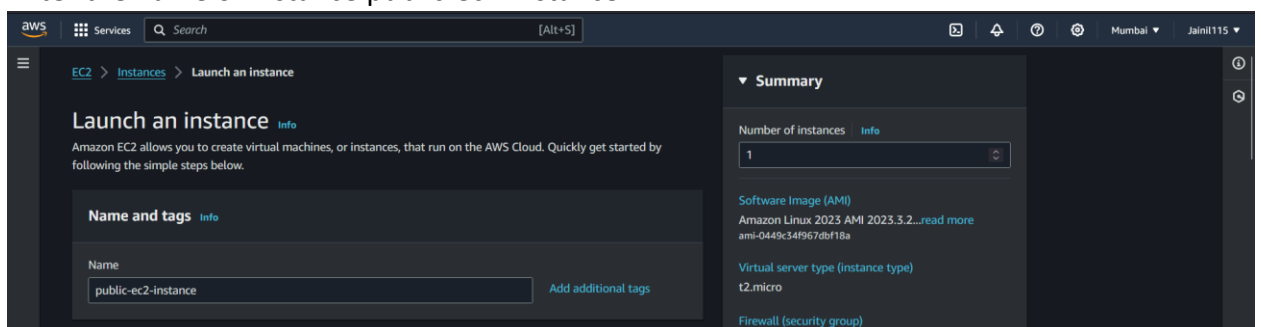 aws
Services
Search
[Alt+S]
Mumbai
Jainil115
EC2 > Instances > Launch an instance
Launch an instance Info
Amazon EC2 allows you to create virtual machines, or instances, that run on the AWS Cloud. Quickly get started by
following the simple steps below.
Name and tags Info
Name
public-ec2-instance
Add additional tags
Summary
Number of instances Info
1
Software Image (AMI)
Amazon Linux 2023 AMI 2023.3.2...read more
ami-0449c34f967dbf18a
Virtual server type (instance type)
t2.micro
Firewall (security group)